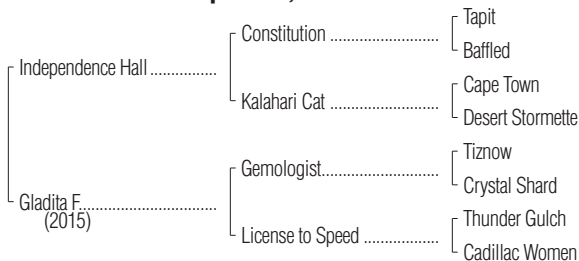 Tapit
Constitution
Baffled
Independence Hall
Cape Town
Kalahari Cat
Desert Stormette
Tiznow
Gemologist
Crystal Shard
Gladita F
(2015)
Thunder Gulch
License to Speed
Cadillac Women